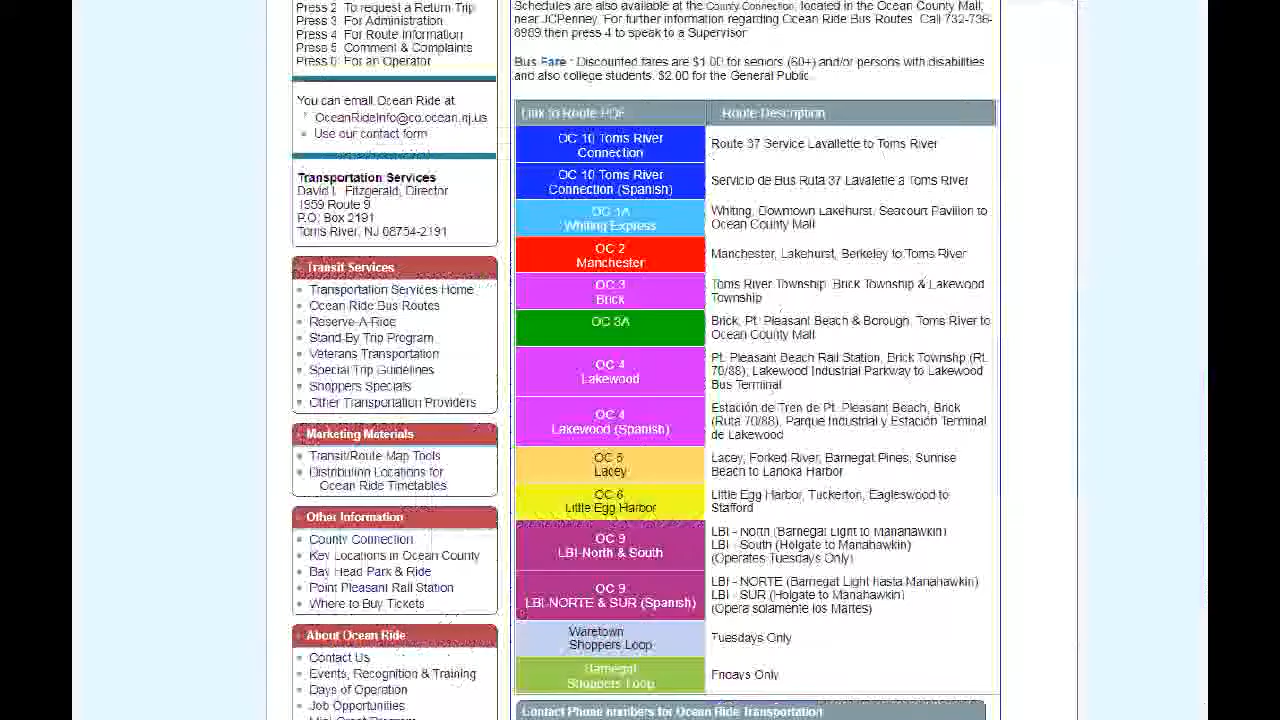 Press 2 To request a Return Trip
Press 3 For Administration
Press 4 For Route Information
Press 5 Comment & Complaints
Press 0 For an Operator
You can email Ocean Ride at
OceanRideInfo@co.ocean.nj.us
Use our contact form
Transportation Services
David L. Fitzgerald, Director
1959 Route 9
P.O. Box 2191
Toms River, NJ 08754-2191
Transit Services
Transportation Services Home
Ocean Ride Bus Routes
Reserve-A-Ride
Stand-By Trip Program
Veterans Transportation
Special Trip Guidelines
Shoppers Specials
Other Transportation Providers
Marketing Materials
Transit/Route Map Tools
Distribution Locations for
Ocean Ride Timetables
Other Information
County Connection
Key Locations in Ocean County
Bay Head Park & Ride
Point Pleasant Rail Station
Where to Buy Tickets
About Ocean Ride
Contact Us
Events, Recognition & Training
Days of Operation
Job Opportunities
Schedules are also available at the County Connection, located in the Ocean County Mall,
near JCPenney. For further information regarding Ocean Ride Bus Routes Call 732-736-
8989 then press 4 to speak to a Supervisor
Bus Fare : Discounted fares are $1.00 for seniors (60+) and/or persons with disabilities
and also college students. $2.00 for the General Public.
Link to Route PDF Route Description
OC 10 Toms River
Connection
Route 37 Service Lavallette to Toms River
OC 10 Toms River
Connection (Spanish)
Servicio de Bus Ruta 37 Lavalette a Toms River
OC 1A
Whiting Express
Whiting, Downtown Lakehurst, Seacourt Pavilion to
Ocean County Mall
OC 2
Manchester
Manchester, Lakehurst, Berkeley to Toms River
OC 3
Brick
Toms River Township, Brick Township & Lakewood
Township
OC 3A
Brick, Pt. Pleasant Beach & Borough, Toms River to
Ocean County Mall
OC 4
Lakewood
Pt. Pleasant Beach Rail Station, Brick Townshp (Rt.
70/88), Lakewood Industrial Parkway to Lakewood
Bus Terminal
OC 4
Lakewood (Spanish)
Estación de Tren de Pt. Pleasant Beach, Brick
(Ruta 70/88), Parque Industrial y Estación Terminal
de Lakewood
OC 5
Lacey
Lacey, Forked River, Barnegat Pines, Sunrise
Beach to Lanoka Harbor
OC 6
Little Egg Harbor
Little Egg Harbor, Tuckerton, Eagleswood to
Stafford
OC 9
LBI-North & South
LBI - North (Barnegat Light to Manahawkin)
LBI - South (Holgate to Manahawkin)
(Operates Tuesdays Only)
OC 9
LBI-NORTE & SUR (Spanish)
LBI - NORTE (Barnegat Light hasta Manahawkin)
LBI - SUR (Holgate to Manahawkin)
(Opera solamente los Martes)
Waretown
Shoppers Loop
Tuesdays Only
Barnegat
Shoppers Loop
Fridays Only
Contact Phone numbers for Ocean Ride Transportation